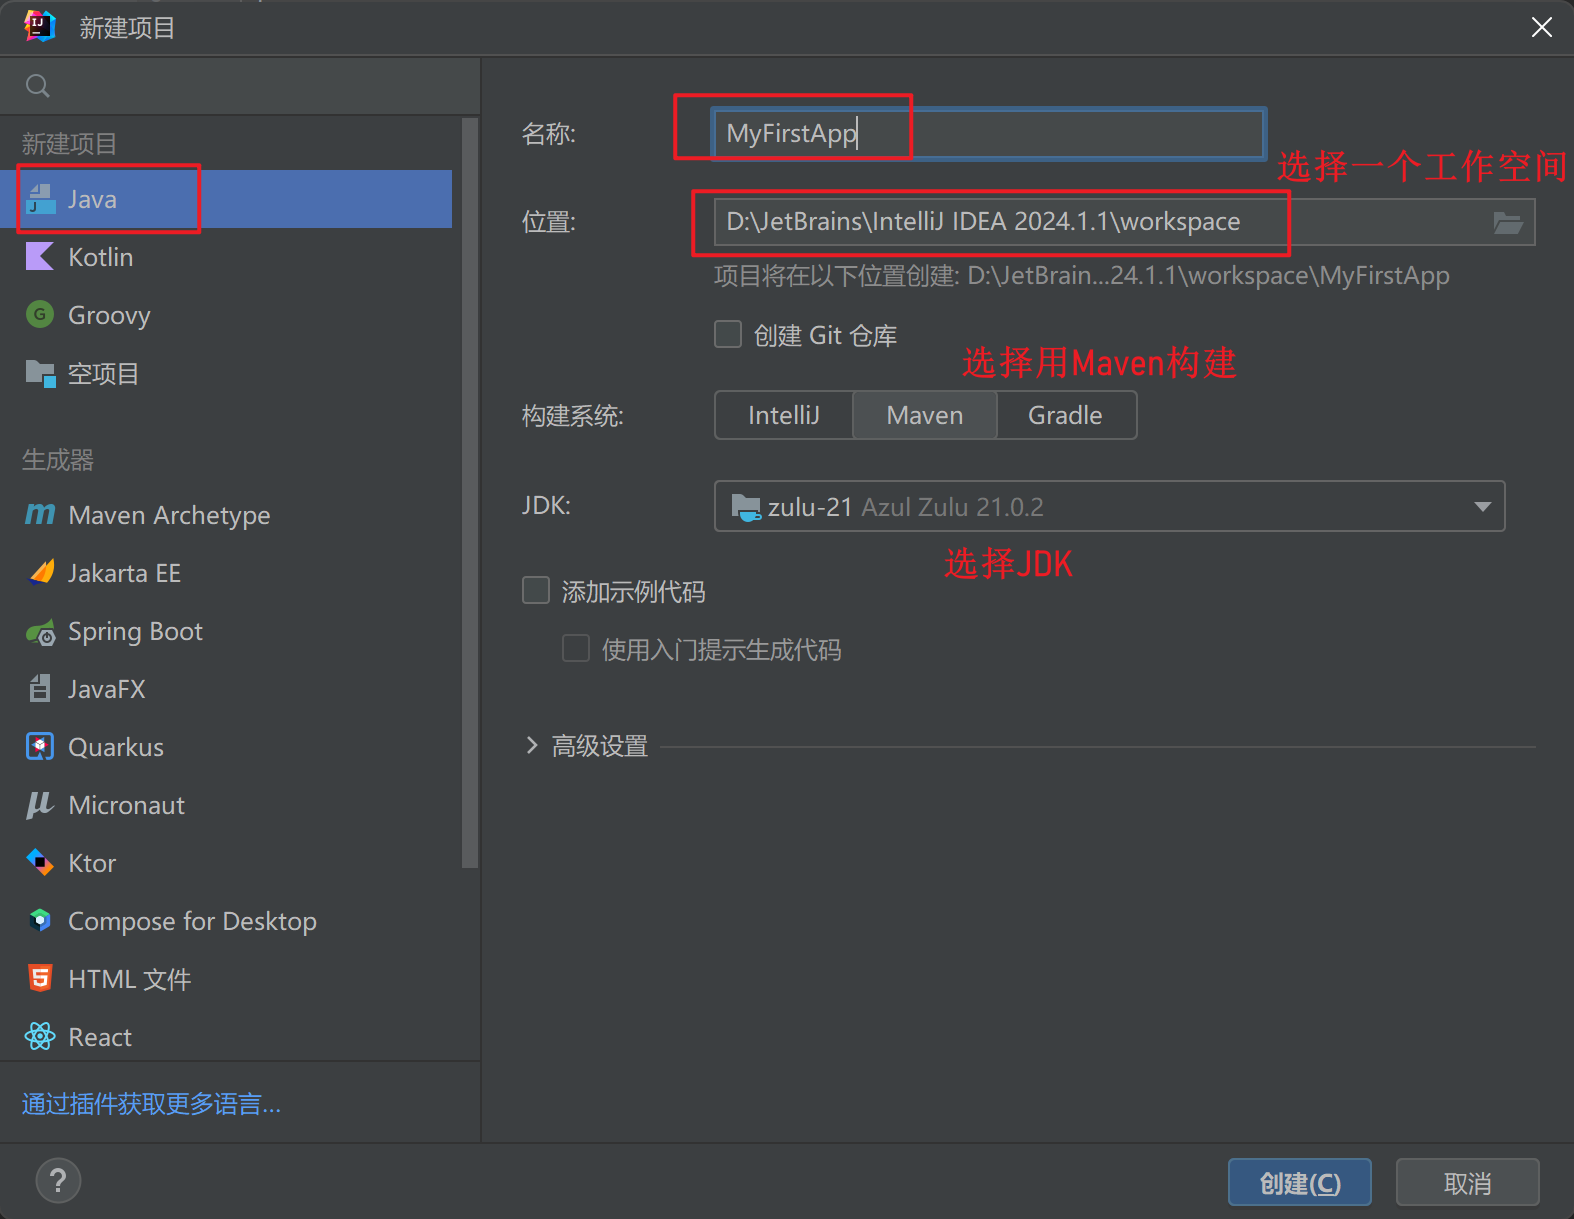 新建项目
新建项目
Java
Kotlin
Groovy
空项目
生成器
Maven Archetype
Jakarta EE
Spring Boot
JavaFX
Quarkus
Micronaut
Ktor
Compose for Desktop
HTML 文件
React
通过插件获取更多语言...
名称:
MyFirstApp
选择一个工作空间
位置:
D:\JetBrains\IntelliJ IDEA 2024.1.1\workspace
项目将在以下位置创建: D:\JetBrain...24.1.1\workspace\MyFirstApp
创建 Git 仓库
选择用Maven构建
构建系统:
IntelliJ
Maven
Gradle
JDK:
zulu-21 Azul Zulu 21.0.2
选择JDK
添加示例代码
使用入门提示生成代码
高级设置
?
创建(C)
取消